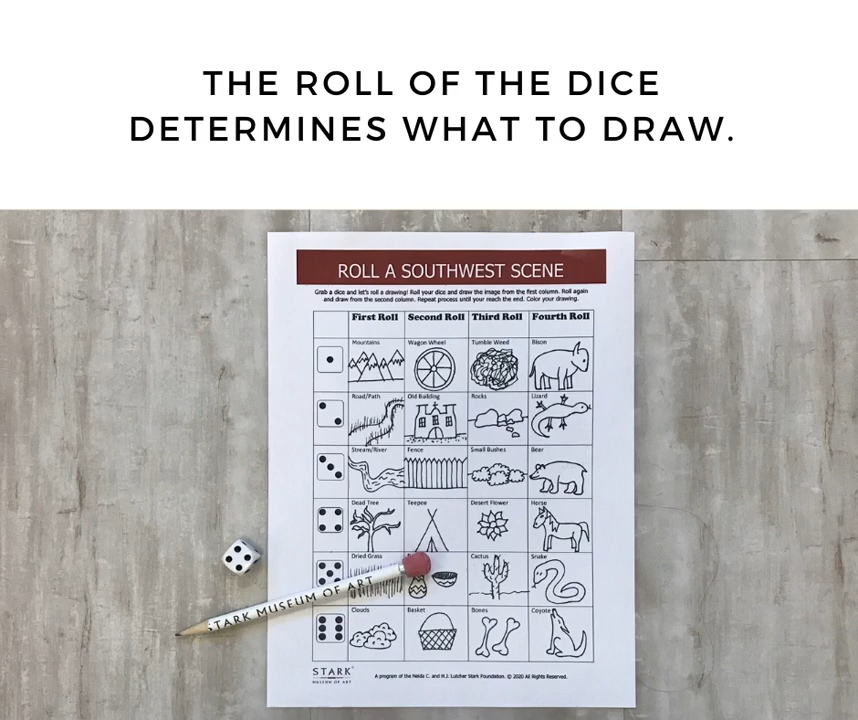 THE ROLL OF THE DICE
DETERMINES WHAT TO DRAW.
ROLL A SOUTHWEST SCENE
Grab a dice and let's roll a drawing! Roll your dice and draw the image from the first column. Roll again
and draw from the second column. Repeat process until your reach the end. Color your drawing.
First Roll Second Roll Third Roll Fourth Roll
Mountains Wagon Wheel Tumble Weed Bison
Road/Path Old Building Rocks Lizard
Stream/River Fence Small Bushes Bear
Dead Tree Teepee Desert Flower Horse
Dried Grass Cactus Snake
STARK MUSEUM OF ART
Clouds Basket Bones Coyote
STARK
MUSEUM OF ART
A program of the Nelda C. and H.J. Lutcher Stark Foundation. © 2020 All Rights Reserved.